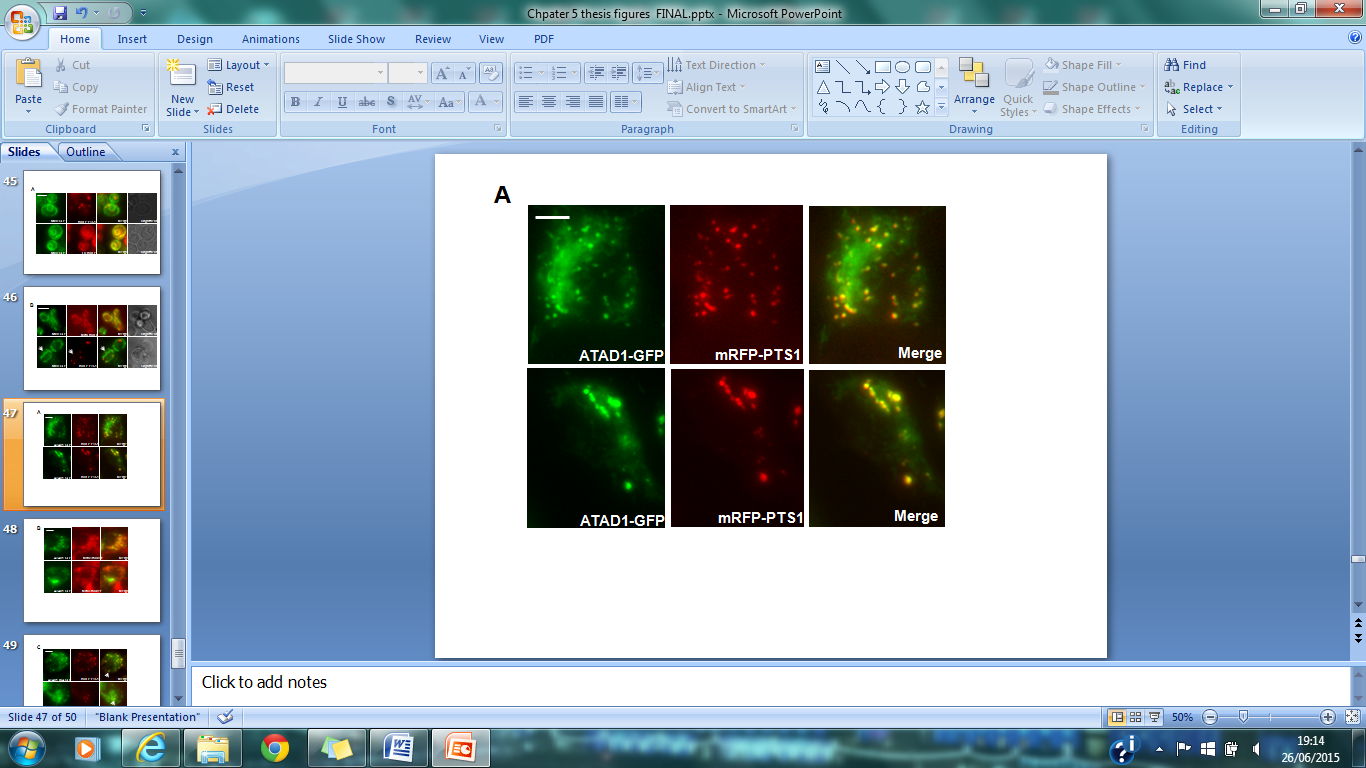 Chpater 5 thesis figures  FINAL.pptx - Microsoft PowerPoint
Home Insert Design Animations Slide Show Review View PDF
Paste
Cut
Copy
Format Painter
Clipboard
New Slide
Layout
Reset
Delete
Slides
B I U abc S AV Aa A
Font
Text Direction
Align Text
Convert to SmartArt
Paragraph
Arrange
Quick Styles
Shape Fill
Shape Outline
Shape Effects
Drawing
Find
Replace
Select
Editing
Slides Outline x
45
46
47
48
49
A
ATAD1-GFP mRFP-PTS1 Merge
ATAD1-GFP mRFP-PTS1 Merge
Click to add notes
Slide 47 of 50 "Blank Presentation" 50%
19:14
26/06/2015